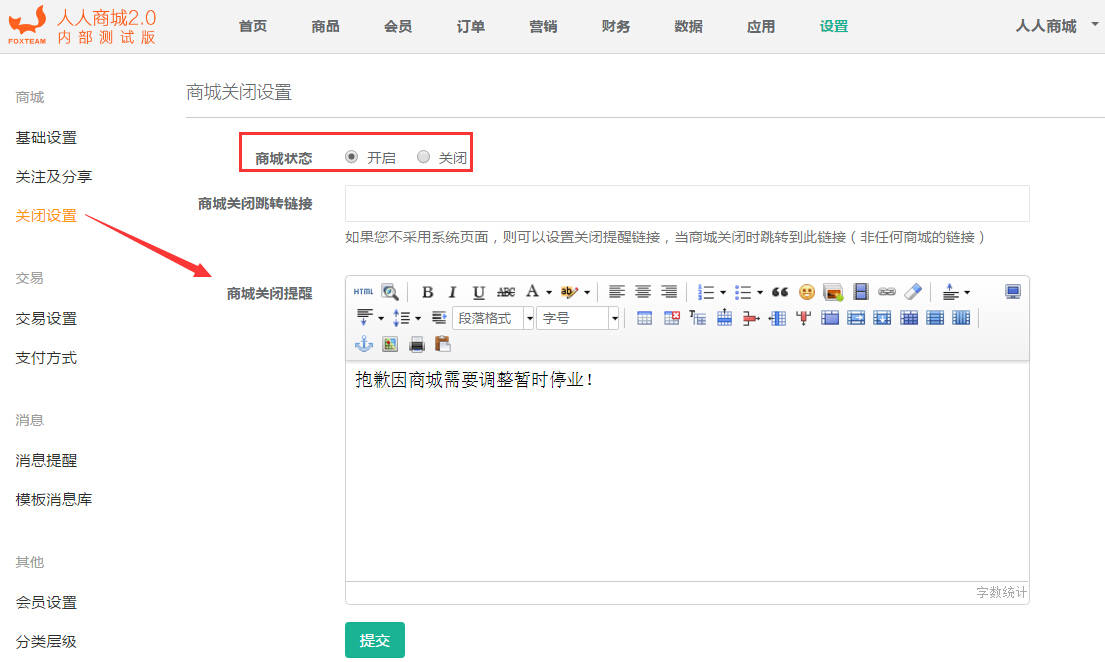 人人商城2.0
FOXTEAM 内部测试版
首页 商品 会员 订单 营销 财务 数据 应用 设置 人人商城
商城
基础设置
关注及分享
关闭设置
交易
交易设置
支付方式
消息
消息提醒
模板消息库
其他
会员设置
分类层级
商城关闭设置
商城状态 开启 关闭
商城关闭跳转链接
如果您不采用系统页面，则可以设置关闭提醒链接，当商城关闭时跳转到此链接（非任何商城的链接）
商城关闭提醒
HTML B I U ABC A ab
段落格式 字号
抱歉因商城需要调整暂时停业！
字数统计
提交